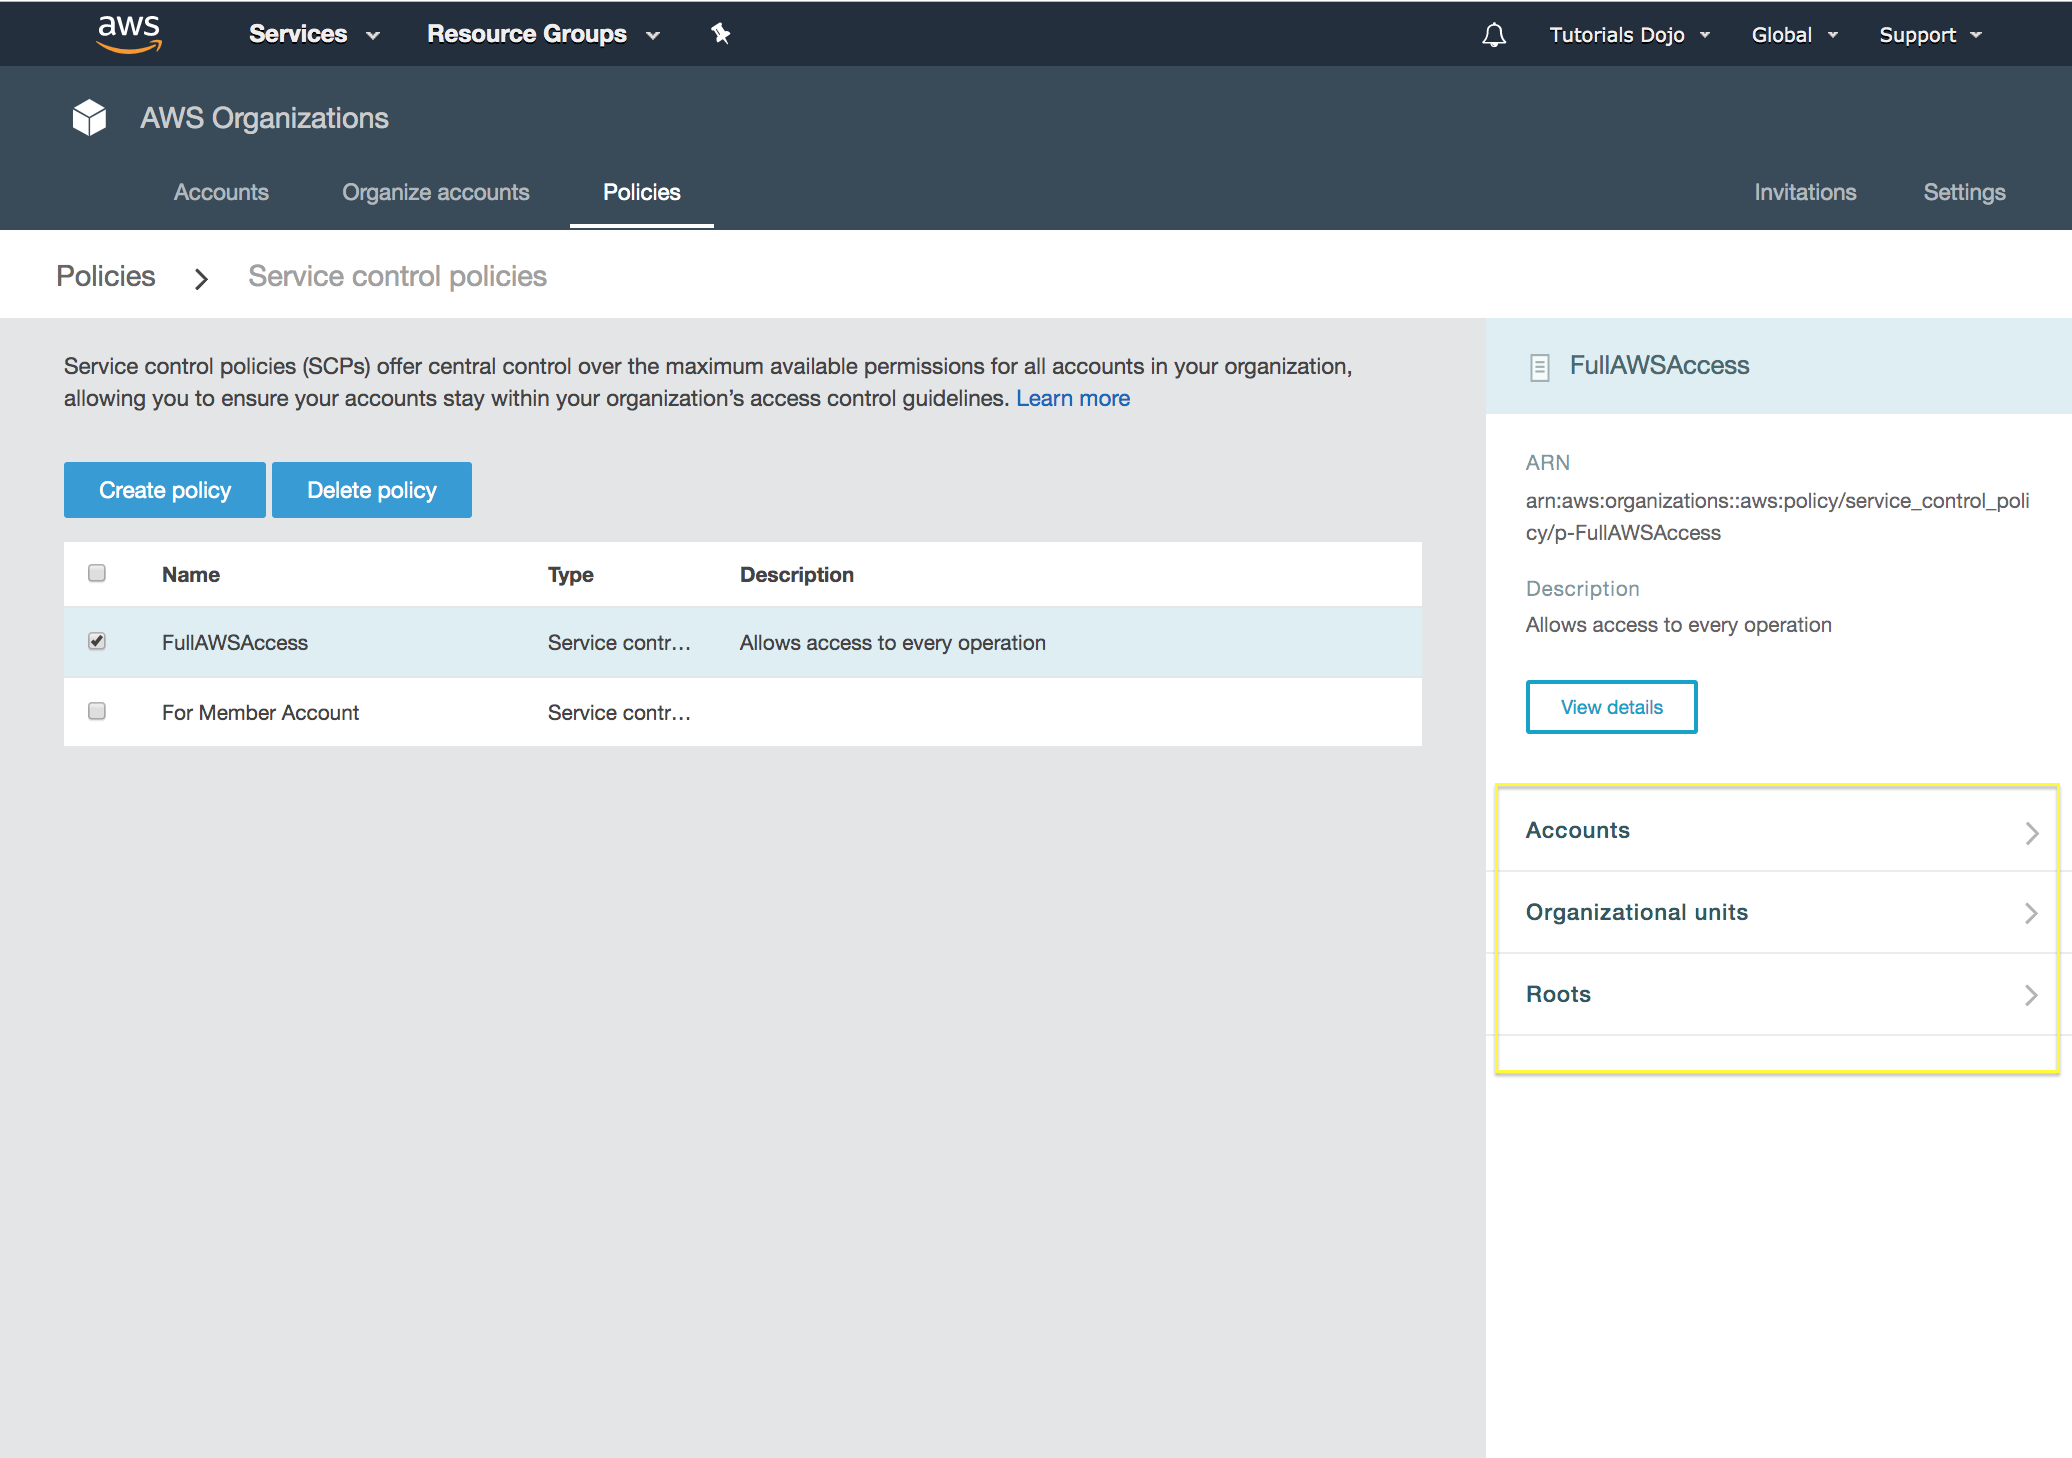 aws Services Resource Groups Tutorials Dojo Global Support
AWS Organizations
Accounts Organize accounts Policies Invitations Settings
Policies Service control policies
Service control policies (SCPs) offer central control over the maximum available permissions for all accounts in your organization,
allowing you to ensure your accounts stay within your organization’s access control guidelines. Learn more
Create policy Delete policy
Name Type Description
FullAWSAccess Service contr... Allows access to every operation
For Member Account Service contr...
FullAWSAccess
ARN
arn:aws:organizations::aws:policy/service_control_poli
cy/p-FullAWSAccess
Description
Allows access to every operation
View details
Accounts
Organizational units
Roots